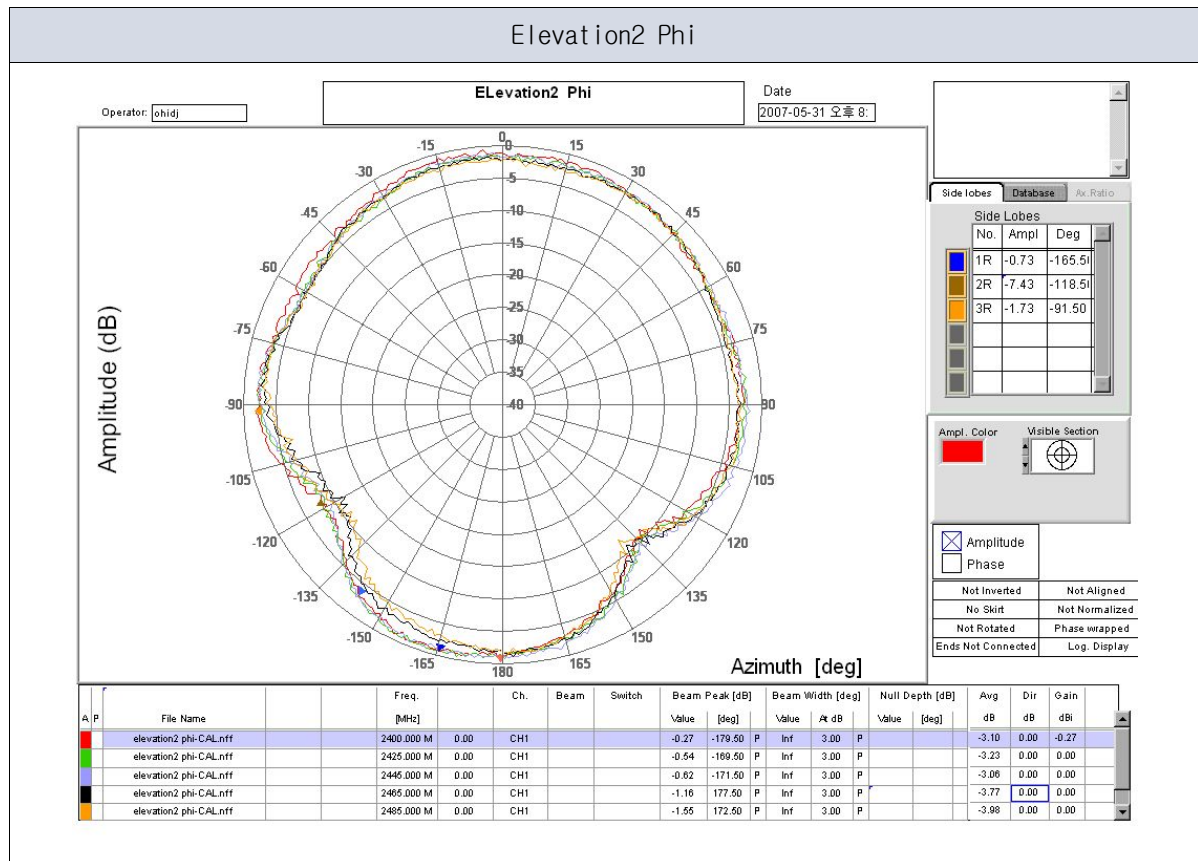 Elevation2 Phi
Operator: ohidj
ELevation2 Phi
Date
2007-05-31 오후 8:
Amplitude (dB)
0
-15
15
-30
30
-45
45
-60
60
-75
75
-90
90
-105
105
-120
120
-135
135
-150
150
-165
165
180
-0
-5
-10
-15
-20
-25
-30
-35
-40
Azimuth [deg]
Side lobes Database Ax.Ratio
Side Lobes
No. Ampl Deg
1R -0.73 -165.5
2R -7.43 -118.5
3R -1.73 -91.50
Ampl. Color Visible Section
Amplitude
Phase
Not Inverted Not Aligned
No Skirt Not Normalized
Not Rotated Phase wrapped
Ends Not Connected Log. Display
Freq. Ch. Beam Switch Beam Peak [dB] Beam Width [deg] Null Depth [dB] Avg Dir Gain
A P File Name [MHz] Value [deg] Value At dB Value [deg] dB dB dBi
elevation2 phi-CAL.nff 2400.000 M 0.00 CH1 -0.27 -179.50 P Inf 3.00 P -3.10 0.00 -0.27
elevation2 phi-CAL.nff 2425.000 M 0.00 CH1 -0.54 -169.50 P Inf 3.00 P -3.23 0.00 0.00
elevation2 phi-CAL.nff 2445.000 M 0.00 CH1 -0.62 -171.50 P Inf 3.00 P -3.06 0.00 0.00
elevation2 phi-CAL.nff 2465.000 M 0.00 CH1 -1.16 177.50 P Inf 3.00 P -3.77 0.00 0.00
elevation2 phi-CAL.nff 2485.000 M 0.00 CH1 -1.55 172.50 P Inf 3.00 P -3.98 0.00 0.00